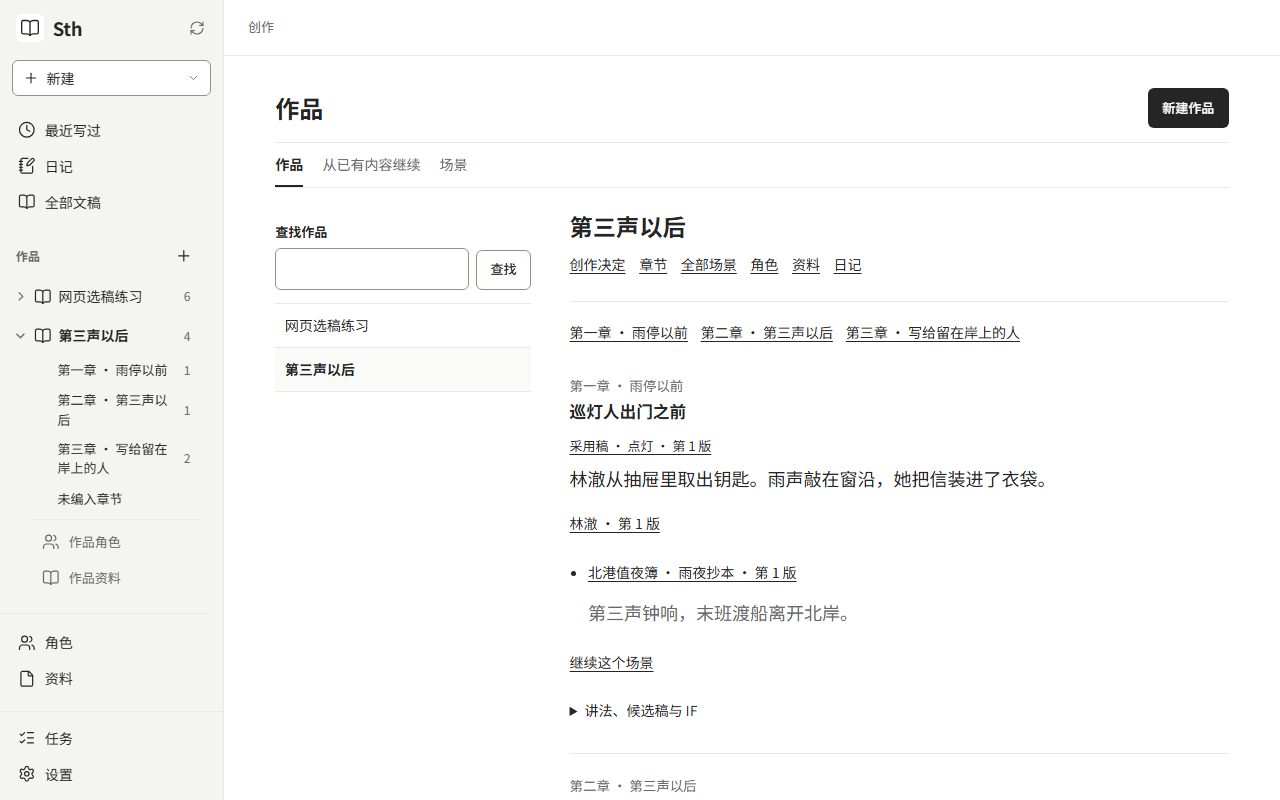 Sth
新建
最近写过
日记
全部文稿
作品
网页选稿练习 6
第三声以后 4
第一章 · 雨停以前 1
第二章 · 第三声以
后 1
第三章 · 写给留在
岸上的人 2
未编入章节
作品角色
作品资料
角色
资料
任务
设置
创作
作品
新建作品
作品 从已有内容继续 场景
查找作品
查找
网页选稿练习
第三声以后
第三声以后
创作决定 章节 全部场景 角色 资料 日记
第一章 · 雨停以前 第二章 · 第三声以后 第三章 · 写给留在岸上的人
第一章 · 雨停以前
巡灯人出门之前
采用稿 · 点灯 · 第 1 版
林澈从抽屉里取出钥匙。雨声敲在窗沿，她把信装进了衣袋。
林澈 · 第 1 版
北港值夜簿 · 雨夜抄本 · 第 1 版
第三声钟响，末班渡船离开北岸。
继续这个场景
讲法、候选稿与 IF
第二章 · 第三声以后